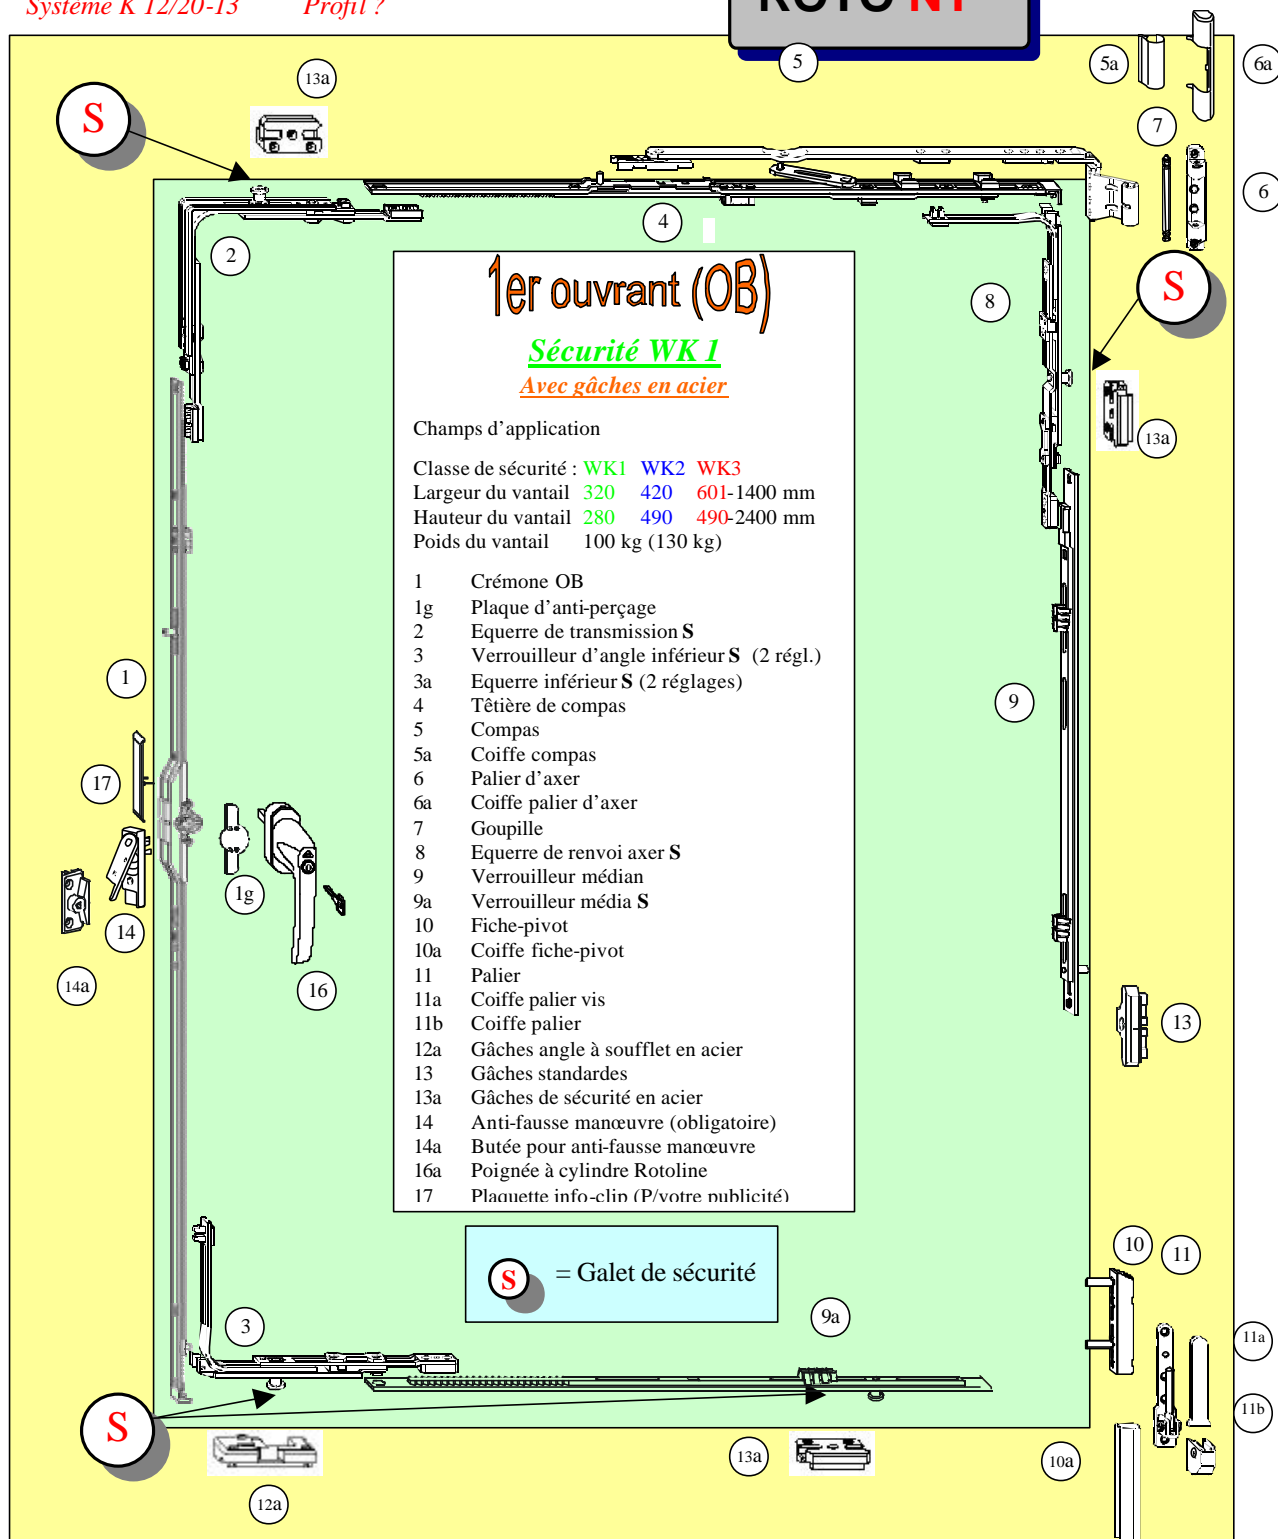 Système K 12/20-13 Profil ?
ROTO NT
5
5a
6a
13a
S
7
6
4
2
8
S
13a
1er ouvrant (OB)
Sécurité WK 1
Avec gâches en acier
Champs d'application
Classe de sécurité : WK1 WK2 WK3
Largeur du vantail 320 420 601-1400 mm
Hauteur du vantail 280 490 490-2400 mm
Poids du vantail 100 kg (130 kg)
1 Crémone OB
1g Plaque d'anti-perçage
2 Equerre de transmission S
3 Verrouilleur d'angle inférieur S (2 régl.)
3a Equerre inférieur S (2 réglages)
4 Têtière de compas
5 Compas
5a Coiffe compas
6 Palier d'axer
6a Coiffe palier d'axer
7 Goupille
8 Equerre de renvoi axer S
9 Verrouilleur médian
9a Verrouilleur média S
10 Fiche-pivot
10a Coiffe fiche-pivot
11 Palier
11a Coiffe palier vis
11b Coiffe palier
12a Gâches angle à soufflet en acier
13 Gâches standardes
13a Gâches de sécurité en acier
14 Anti-fausse manœuvre (obligatoire)
14a Butée pour anti-fausse manœuvre
16a Poignée à cylindre Rotoline
17 Plaquette info-clip (P/votre publicité)
1
9
17
1g
14
14a
16
13
S = Galet de sécurité
10
11
3
9a
11a
11b
S
13a
10a
12a